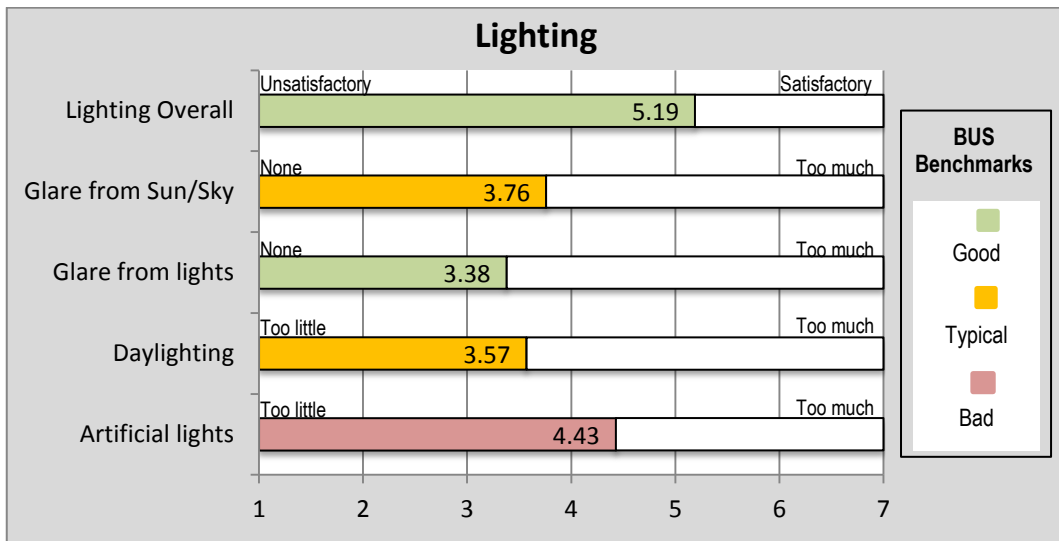 Lighting
Unsatisfactory Satisfactory
Lighting Overall 5.19
None Too much
Glare from Sun/Sky 3.76
None Too much
Glare from lights 3.38
Too little Too much
Daylighting 3.57
Too little Too much
Artificial lights 4.43
1 2 3 4 5 6 7
BUS
Benchmarks
Good
Typical
Bad